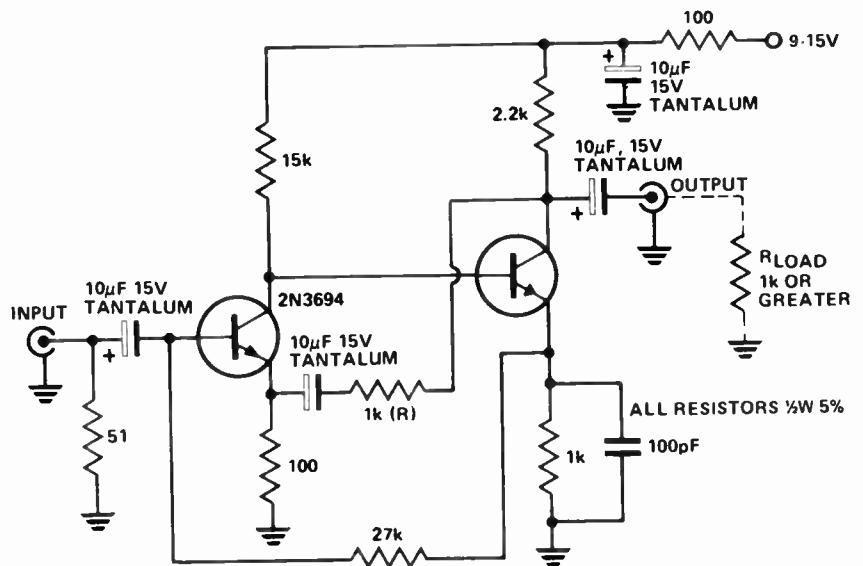 100
9-15V
+
10μF
15V
TANTALUM
2.2k
15k
10μF, 15V
TANTALUM
+
OUTPUT
RLOAD
1k OR
GREATER
10μF 15V
TANTALUM
2N3694
INPUT
+
10μF 15V
TANTALUM
1k (R)
51
100
ALL RESISTORS ½W 5%
1k
100pF
27k